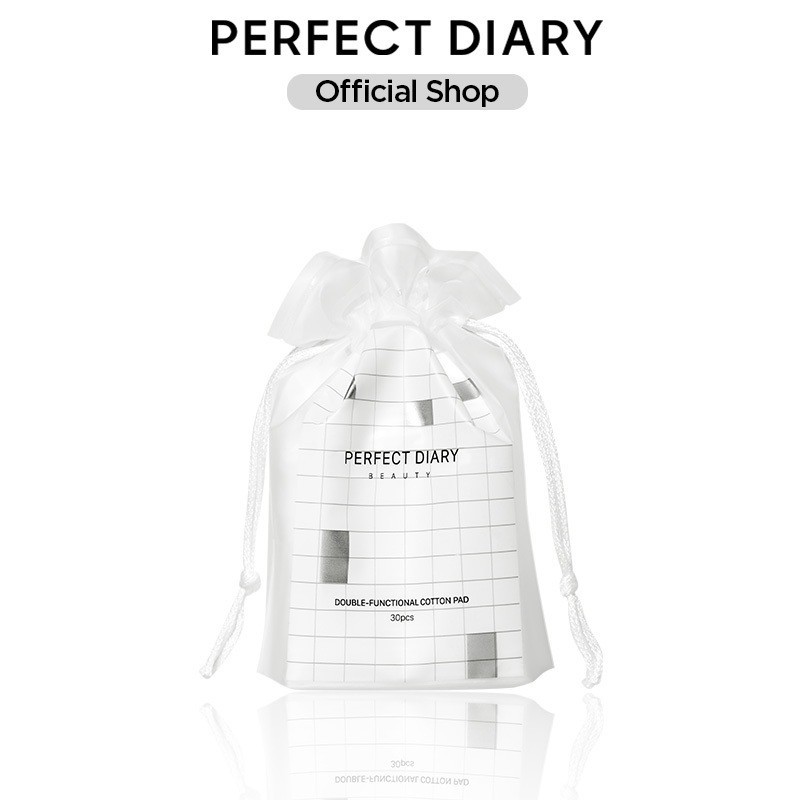 PERFECT DIARY
Official Shop
PERFECT DIARY
BEAUTY
DOUBLE-FUNCTIONAL COTTON PAD
30pcs